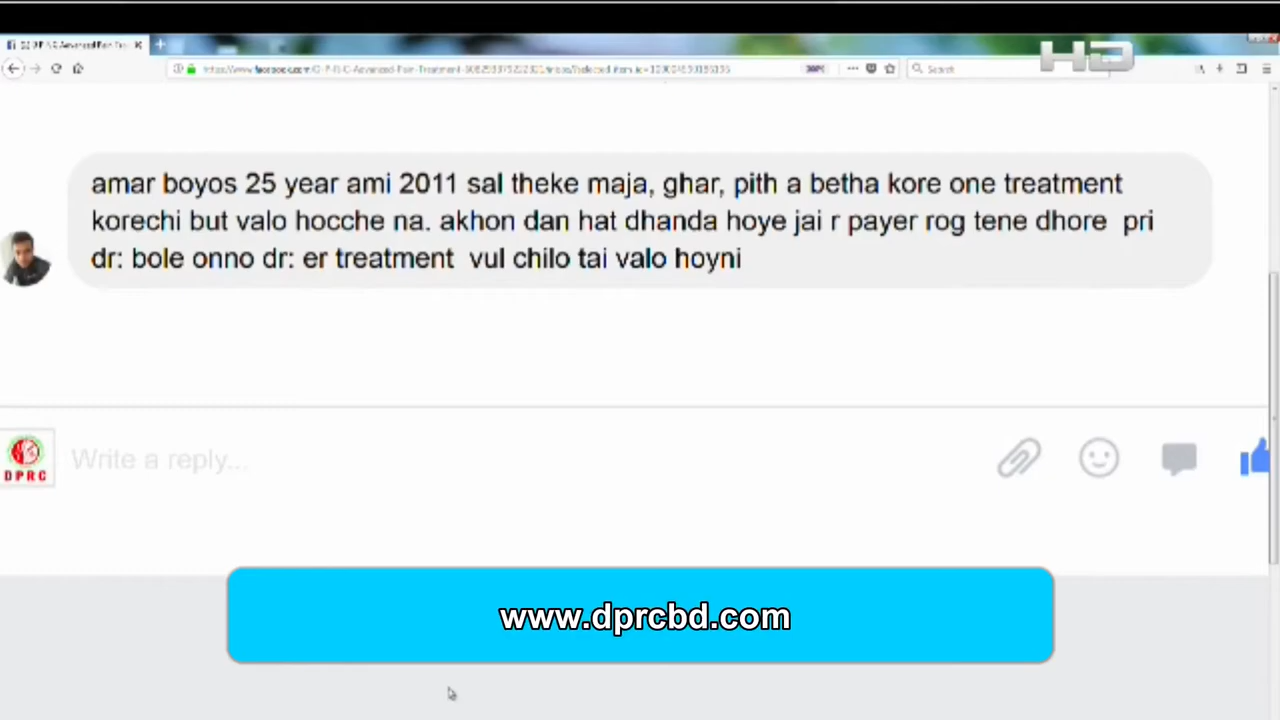 HD
Search
amar boyos 25 year ami 2011 sal theke maja, ghar, pith a betha kore one treatment
korechi but valo hocche na. akhon dan hat dhanda hoye jai r payer rog tene dhore pri
dr: bole onno dr: er treatment vul chilo tai valo hoyni
DPRC
Write a reply...
www.dprcbd.com